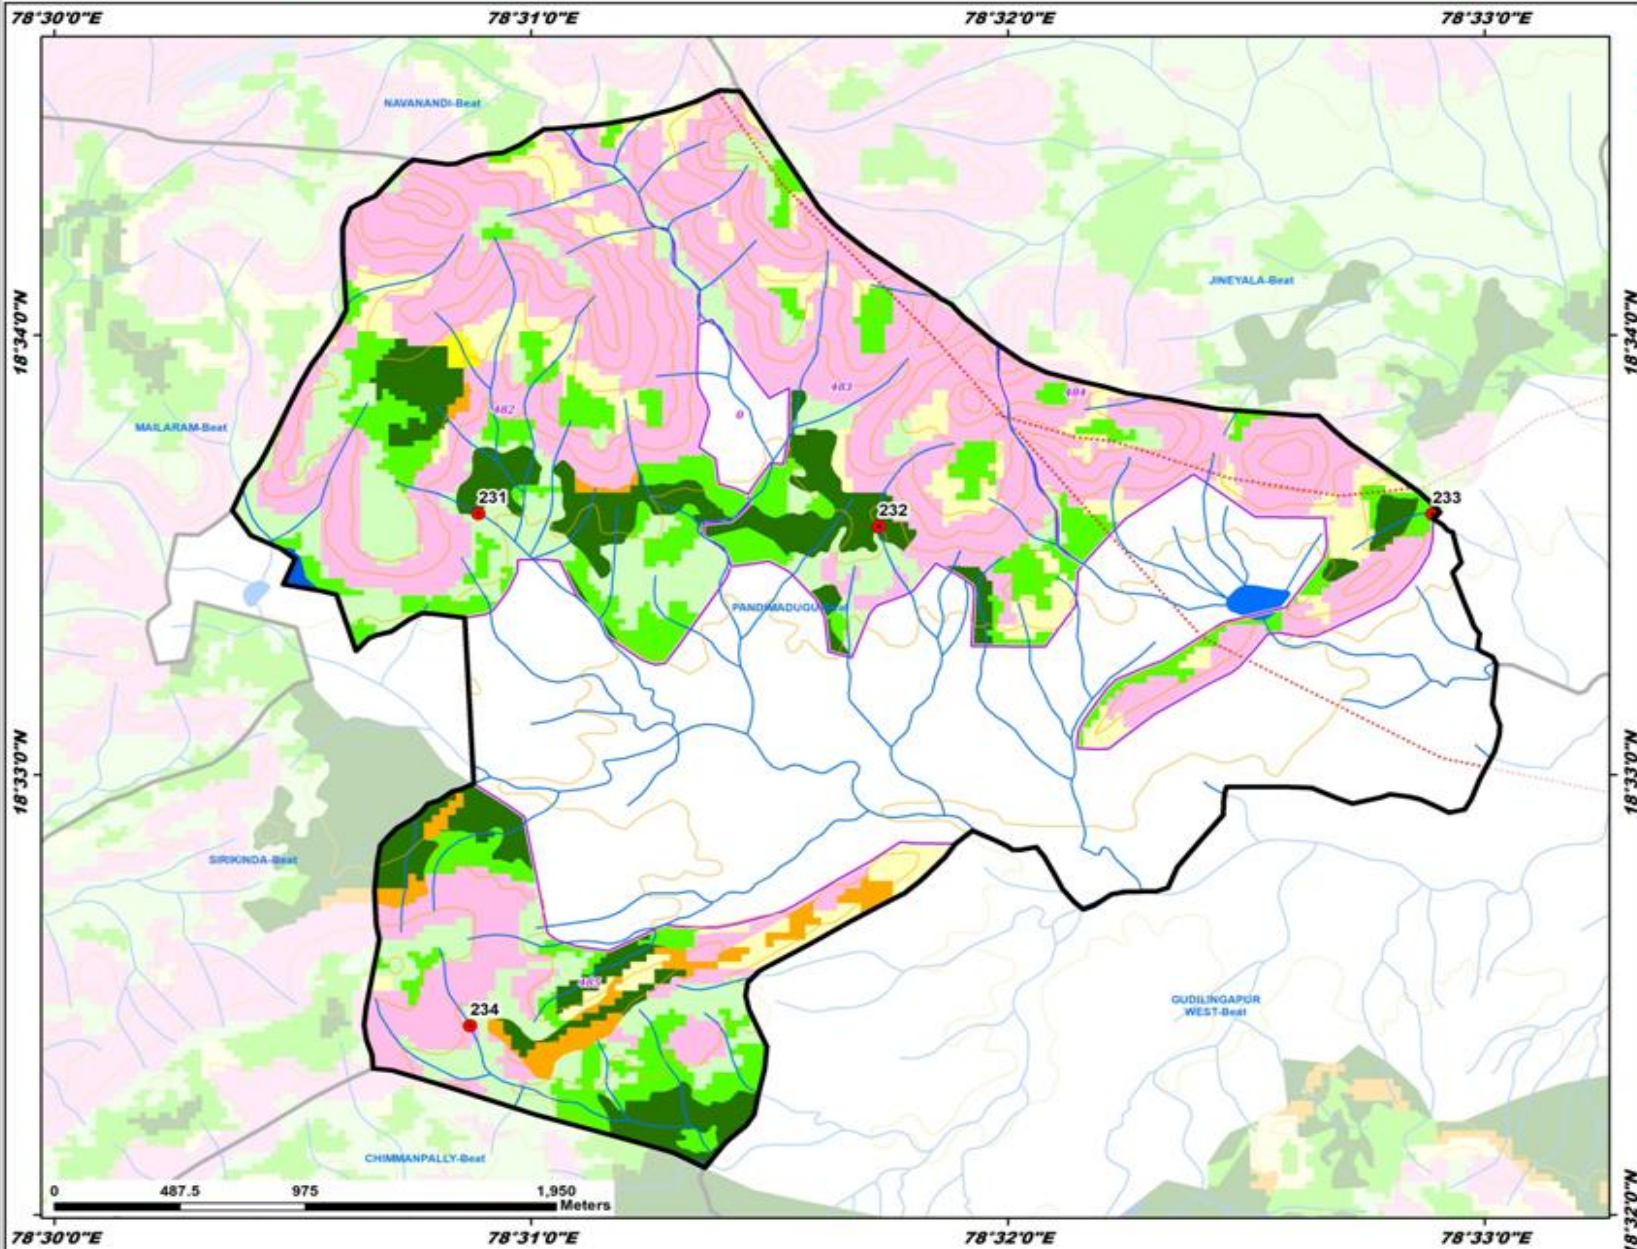 78°30'0"E 78°31'0"E 78°32'0"E 78°33'0"E
NAVANANDI-Beat
JINEYALA-Beat
18°34'0"N 18°34'0"N
483
484
482
0
MAILARAM-Beat
231
233
232
PANDIMADUGU-Beat
18°33'0"N 18°33'0"N
SIRIKINDA-Beat
485
GUDILINGAPUR
WEST-Beat
234
CHIMMANPALLY-Beat
0 487.5 975 1,950
Meters
18°32'0"N
78°30'0"E 78°31'0"E 78°32'0"E 78°33'0"E